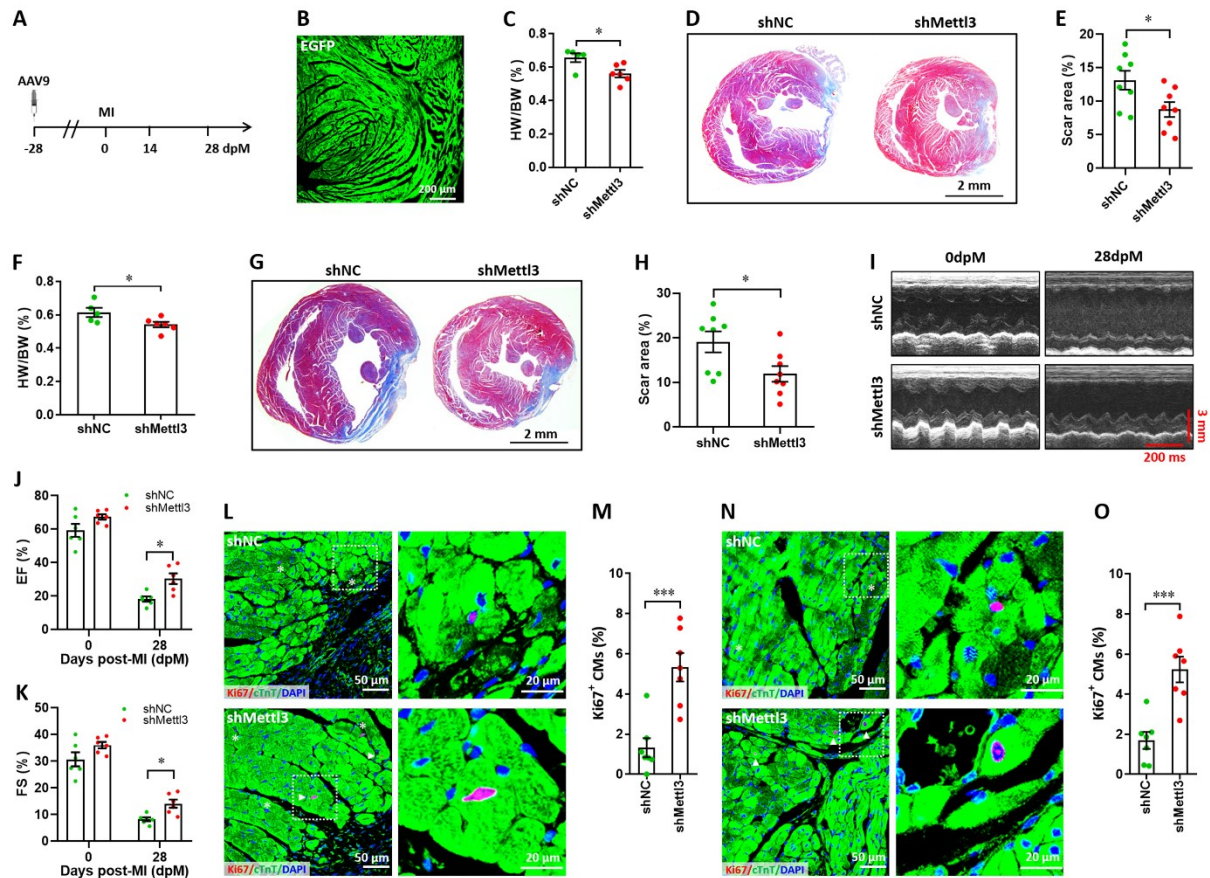 A
AAV9
MI
-28
0
14
28 dpM
B
EGFP
200 μm
C
HW/BW (%)
0.8
0.6
0.4
0.2
0.0
*
shNC
shMettl3
D
shNC
shMettl3
2 mm
E
Scar area (%)
20
15
10
5
0
*
shNC
shMettl3
F
HW/BW (%)
0.8
0.6
0.4
0.2
0.0
*
shNC
shMettl3
G
shNC
shMettl3
2 mm
H
Scar area (%)
30
20
10
0
*
shNC
shMettl3
I
0dpM
28dpM
shNC
shMettl3
3 mm
200 ms
J
EF (%)
80
60
40
20
0
shNC
shMettl3
*
0
28
Days post-MI (dpM)
K
FS (%)
50
40
30
20
10
0
shNC
shMettl3
*
0
28
Days post-MI (dpM)
L
shNC
* *
Ki67/cTnT/DAPI
50 μm
20 μm
shMettl3
* * * *
Ki67/cTnT/DAPI
50 μm
20 μm
M
Ki67+ CMs (%)
10
8
6
4
2
0
***
shNC
shMettl3
N
shNC
* *
Ki67/cTnT/DAPI
50 μm
20 μm
shMettl3
Ki67/cTnT/DAPI
50 μm
20 μm
O
Ki67+ CMs (%)
10
8
6
4
2
0
***
shNC
shMettl3